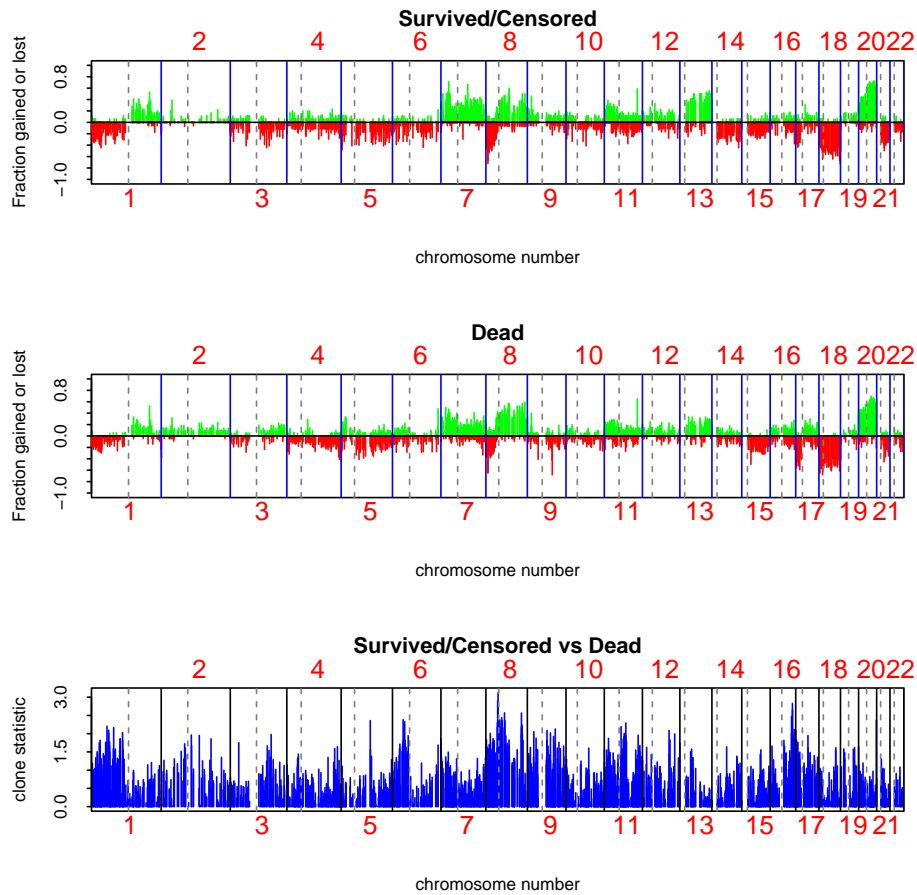 Survived/Censored
2 4 6 8 10 12 14 16 18 20 22
Fraction gained or lost
0.8
0.0
−1.0
1 3 5 7 9 11 13 15 17 19 21
chromosome number
Dead
2 4 6 8 10 12 14 16 18 20 22
Fraction gained or lost
0.8
0.0
−1.0
1 3 5 7 9 11 13 15 17 19 21
chromosome number
Survived/Censored vs Dead
2 4 6 8 10 12 14 16 18 20 22
clone statistic
3.0
1.5
0.0
1 3 5 7 9 11 13 15 17 19 21
chromosome number